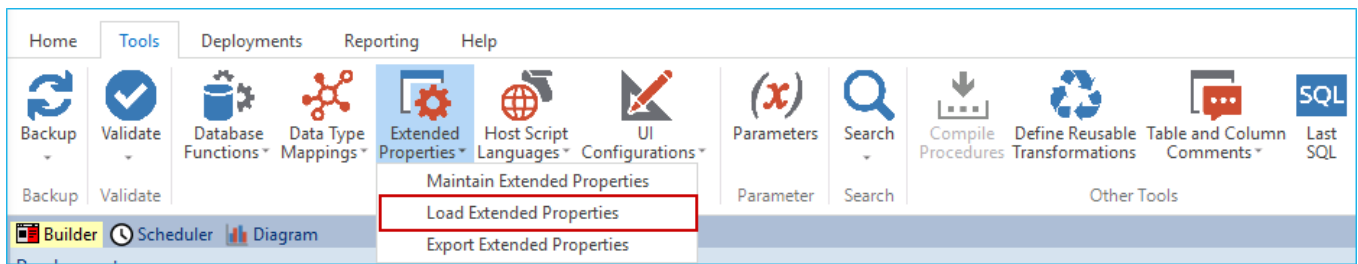 Home Tools Deployments Reporting Help
(x)
SQL
Backup Validate Database Data Type Extended Host Script UI Parameters Search Compile Define Reusable Table and Column Last
Functions Mappings Properties Languages Configurations Procedures Transformations Comments SQL
Maintain Extended Properties
Backup Validate Parameter Search Other Tools
Load Extended Properties
Builder Scheduler Diagram
Export Extended Properties